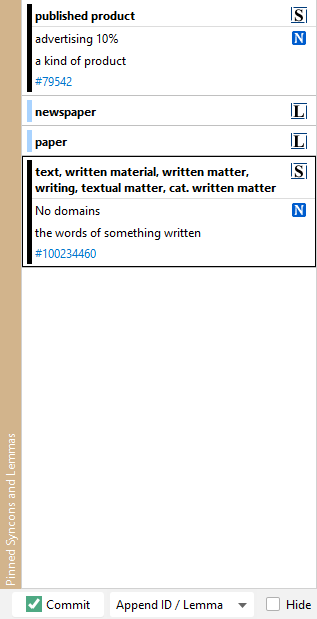 published product S
advertising 10% N
a kind of product
#79542
newspaper L
paper L
text, written material, written matter, S
writing, textual matter, cat. written matter
No domains N
the words of something written
#100234460
Pinned Syncons and Lemmas
Commit Append ID / Lemma Hide